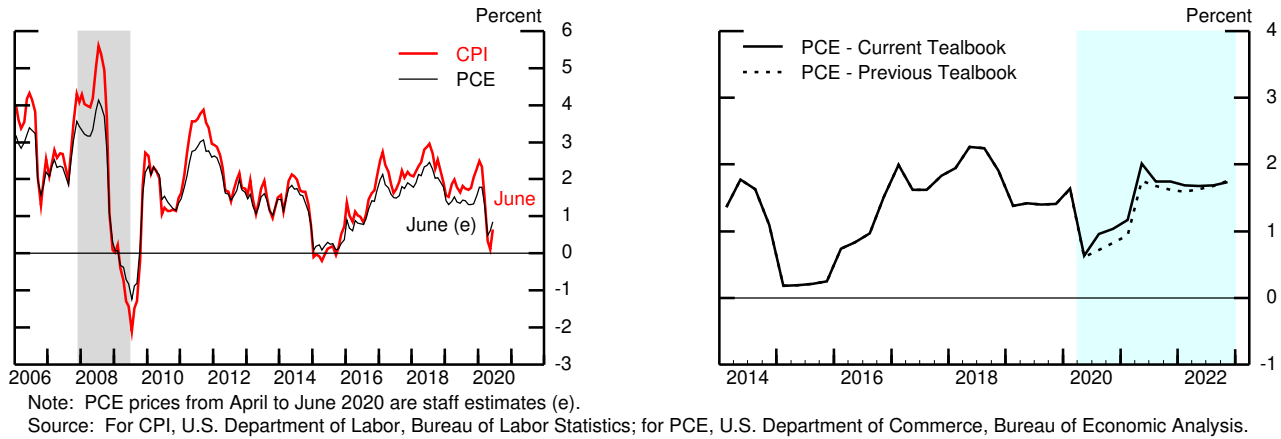 Percent
6
5
4
3
2
1
0
-1
-2
-3
CPI
PCE
June
June (e)
2006 2008 2010 2012 2014 2016 2018 2020
Percent
4
3
2
1
0
-1
PCE - Current Tealbook
PCE - Previous Tealbook
2014 2016 2018 2020 2022
Note: PCE prices from April to June 2020 are staff estimates (e).
Source: For CPI, U.S. Department of Labor, Bureau of Labor Statistics; for PCE, U.S. Department of Commerce, Bureau of Economic Analysis.